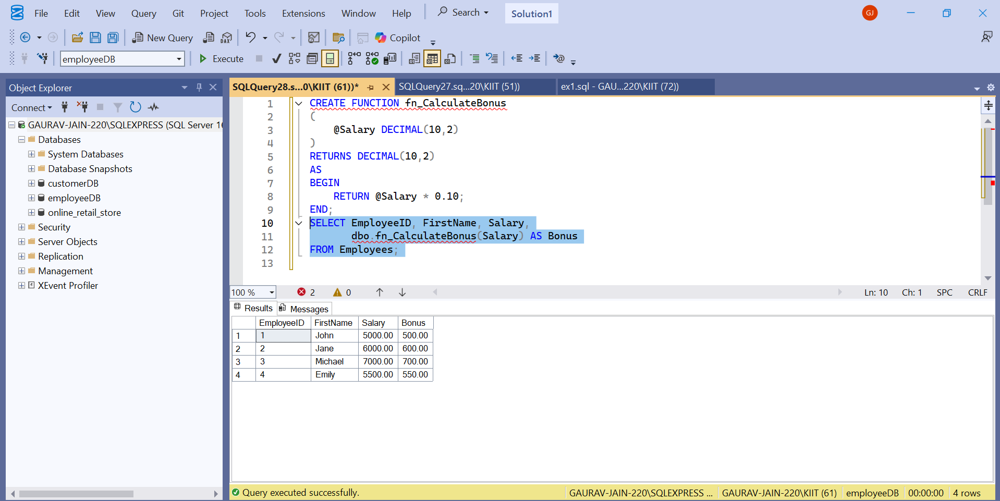 File Edit View Query Git Project Tools Extensions Window Help Search Solution1 GJ
New Query DAX Copilot
employeeDB Execute
Object Explorer
Connect
GAURAV-JAIN-220\SQLEXPRESS (SQL Server 16
Databases
System Databases
Database Snapshots
customerDB
employeeDB
online_retail_store
Security
Server Objects
Replication
Management
XEvent Profiler
SQLQuery28.s...0\KIIT (61))* SQLQuery27.sq...20\KIIT (51)) ex1.sql - GAU...220\KIIT (72))
1 CREATE FUNCTION fn_CalculateBonus
2 (
3 @Salary DECIMAL(10,2)
4 )
5 RETURNS DECIMAL(10,2)
6 AS
7 BEGIN
8 RETURN @Salary * 0.10;
9 END;
10 SELECT EmployeeID, FirstName, Salary,
11 dbo.fn_CalculateBonus(Salary) AS Bonus
12 FROM Employees;
13
100 % 2 0 Ln: 10 Ch: 1 SPC CRLF
Results Messages
EmployeeID FirstName Salary Bonus
1 1 John 5000.00 500.00
2 2 Jane 6000.00 600.00
3 3 Michael 7000.00 700.00
4 4 Emily 5500.00 550.00
Query executed successfully. GAURAV-JAIN-220\SQLEXPRESS ... GAURAV-JAIN-220\KIIT (61) employeeDB 00:00:00 4 rows